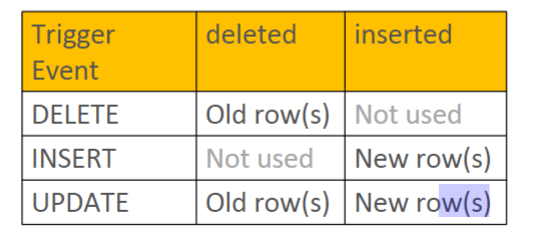 Trigger Event deleted inserted
DELETE Old row(s) Not used
INSERT Not used New row(s)
UPDATE Old row(s) New row(s)